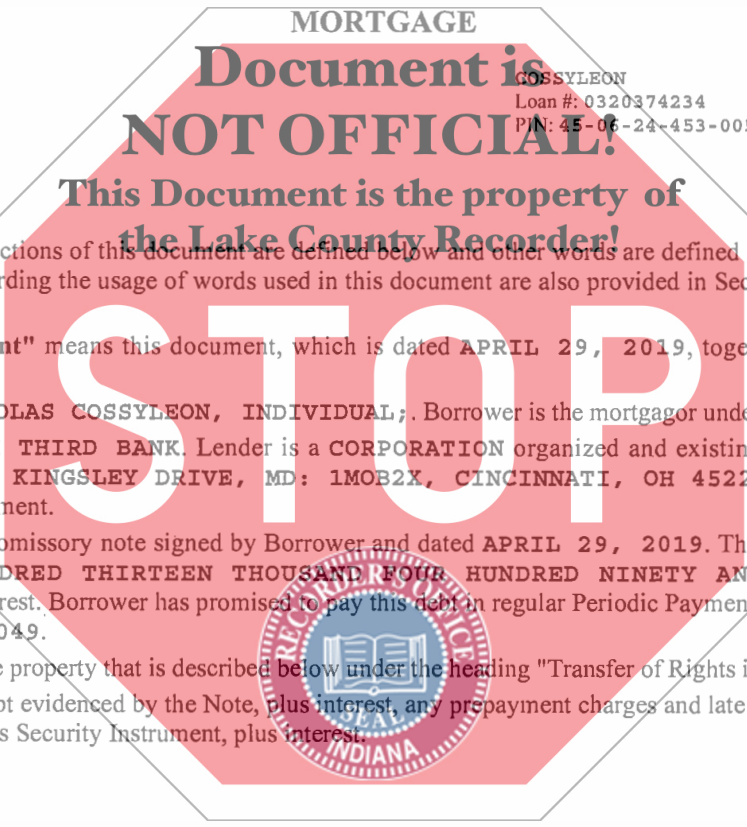 MORTGAGE
Document is
COSSYLEON
Loan #: 0320374234
NOT OFFICIAL!
PIN: 45-06-24-453-005
This Document is the property of
the Lake County Recorder!
ctions of this document are defined below and other words are defined
rding the usage of words used in this document are also provided in Sec
STOP
nt" means this document, which is dated APRIL 29, 2019, toge
OLAS COSSYLEON, INDIVIDUAL;. Borrower is the mortgagor unde
THIRD BANK. Lender is a CORPORATION organized and existin
KINGSLEY DRIVE, MD: 1MOB2X, CINCINNATI, OH 4522
ment.
omissory note signed by Borrower and dated APRIL 29, 2019. Th
DRED THIRTEEN THOUSAND FOUR HUNDRED NINETY AN
rest. Borrower has promised to pay this debt in regular Periodic Paymen
049.
e property that is described below under the heading "Transfer of Rights i
bt evidenced by the Note, plus interest, any prepayment charges and late
s Security Instrument, plus interest.
RECORDER'S OFFICE
SEAL
INDIANA